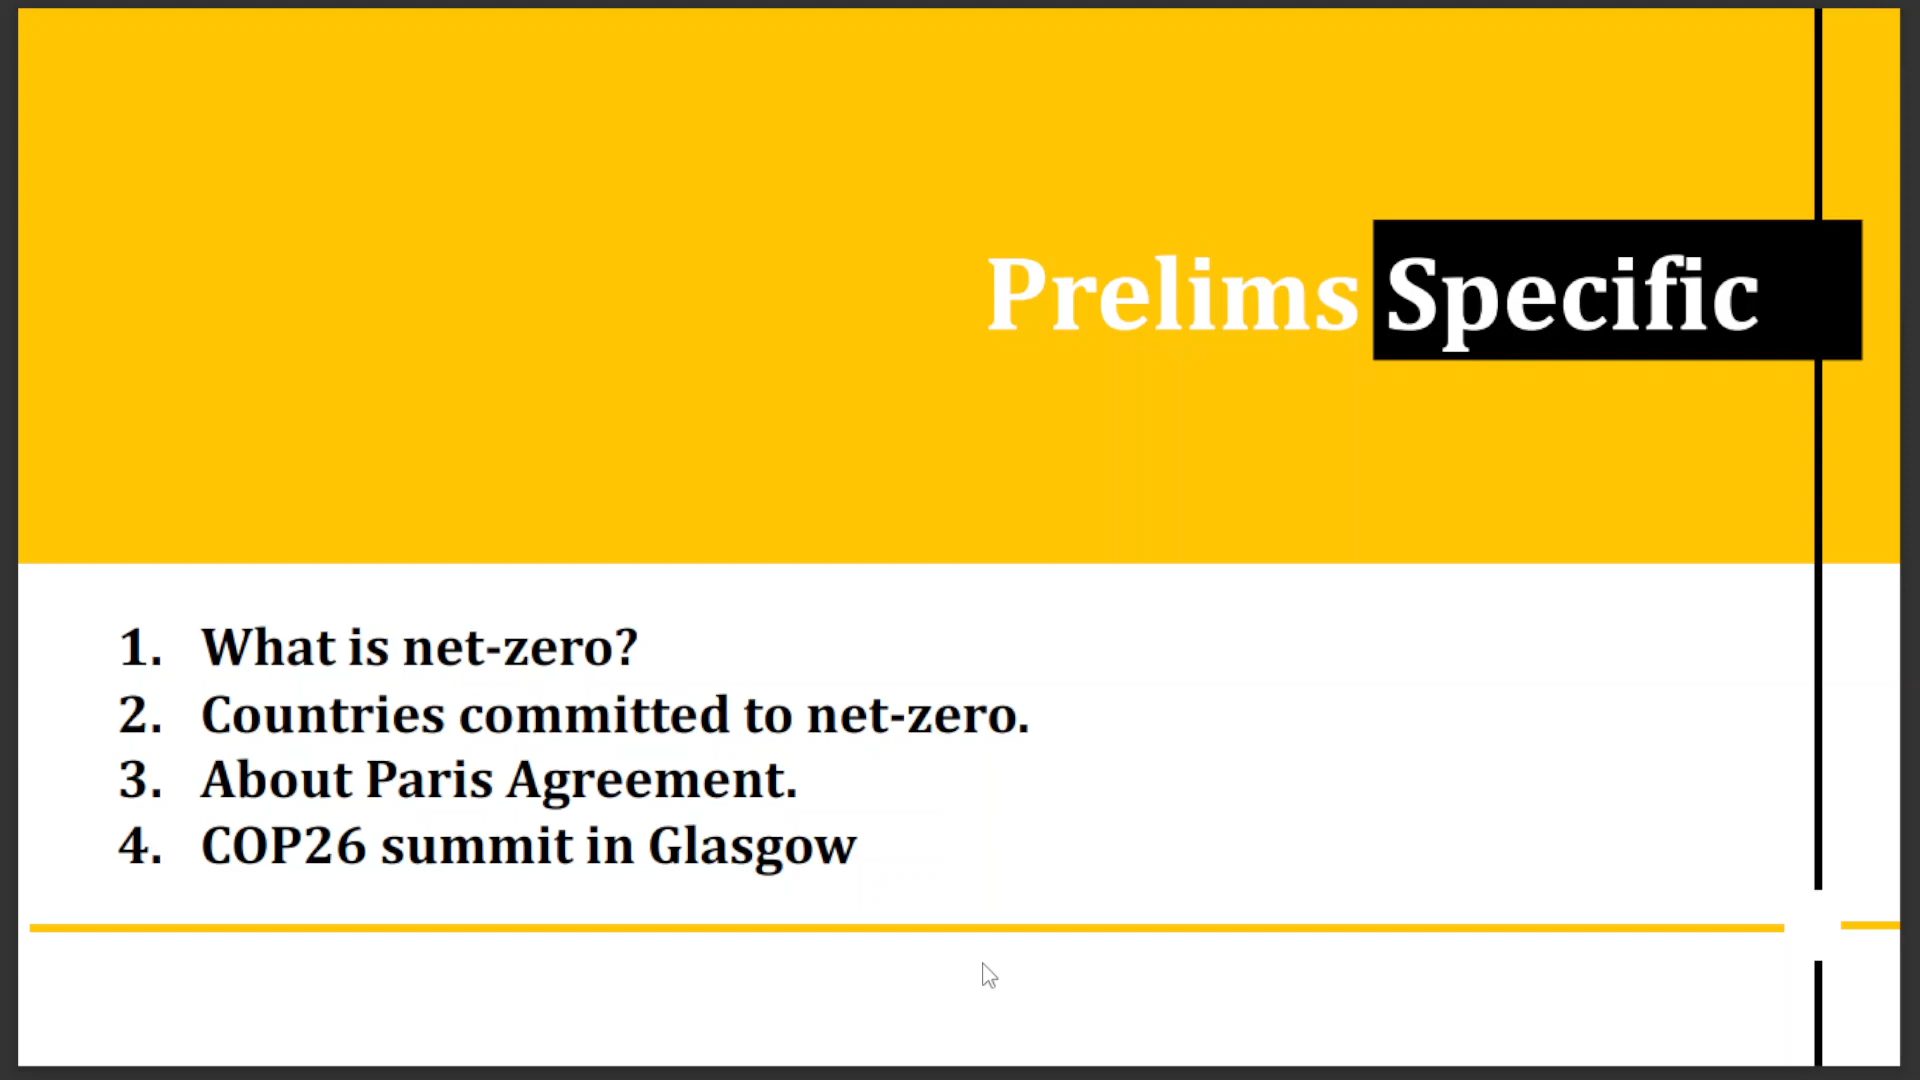 Prelims Specific
1. What is net-zero?
2. Countries committed to net-zero.
3. About Paris Agreement.
4. COP26 summit in Glasgow